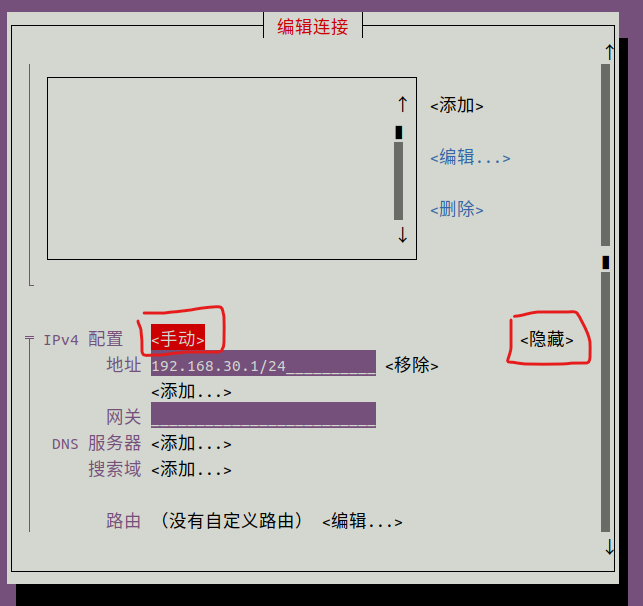 编辑连接
<添加>
<编辑...>
<删除>
IPv4 配置 <手动> <隐藏>
地址 192.168.30.1/24__________ <移除>
<添加...>
网关 _________________________
DNS 服务器 <添加...>
搜索域 <添加...>
路由 （没有自定义路由） <编辑...>